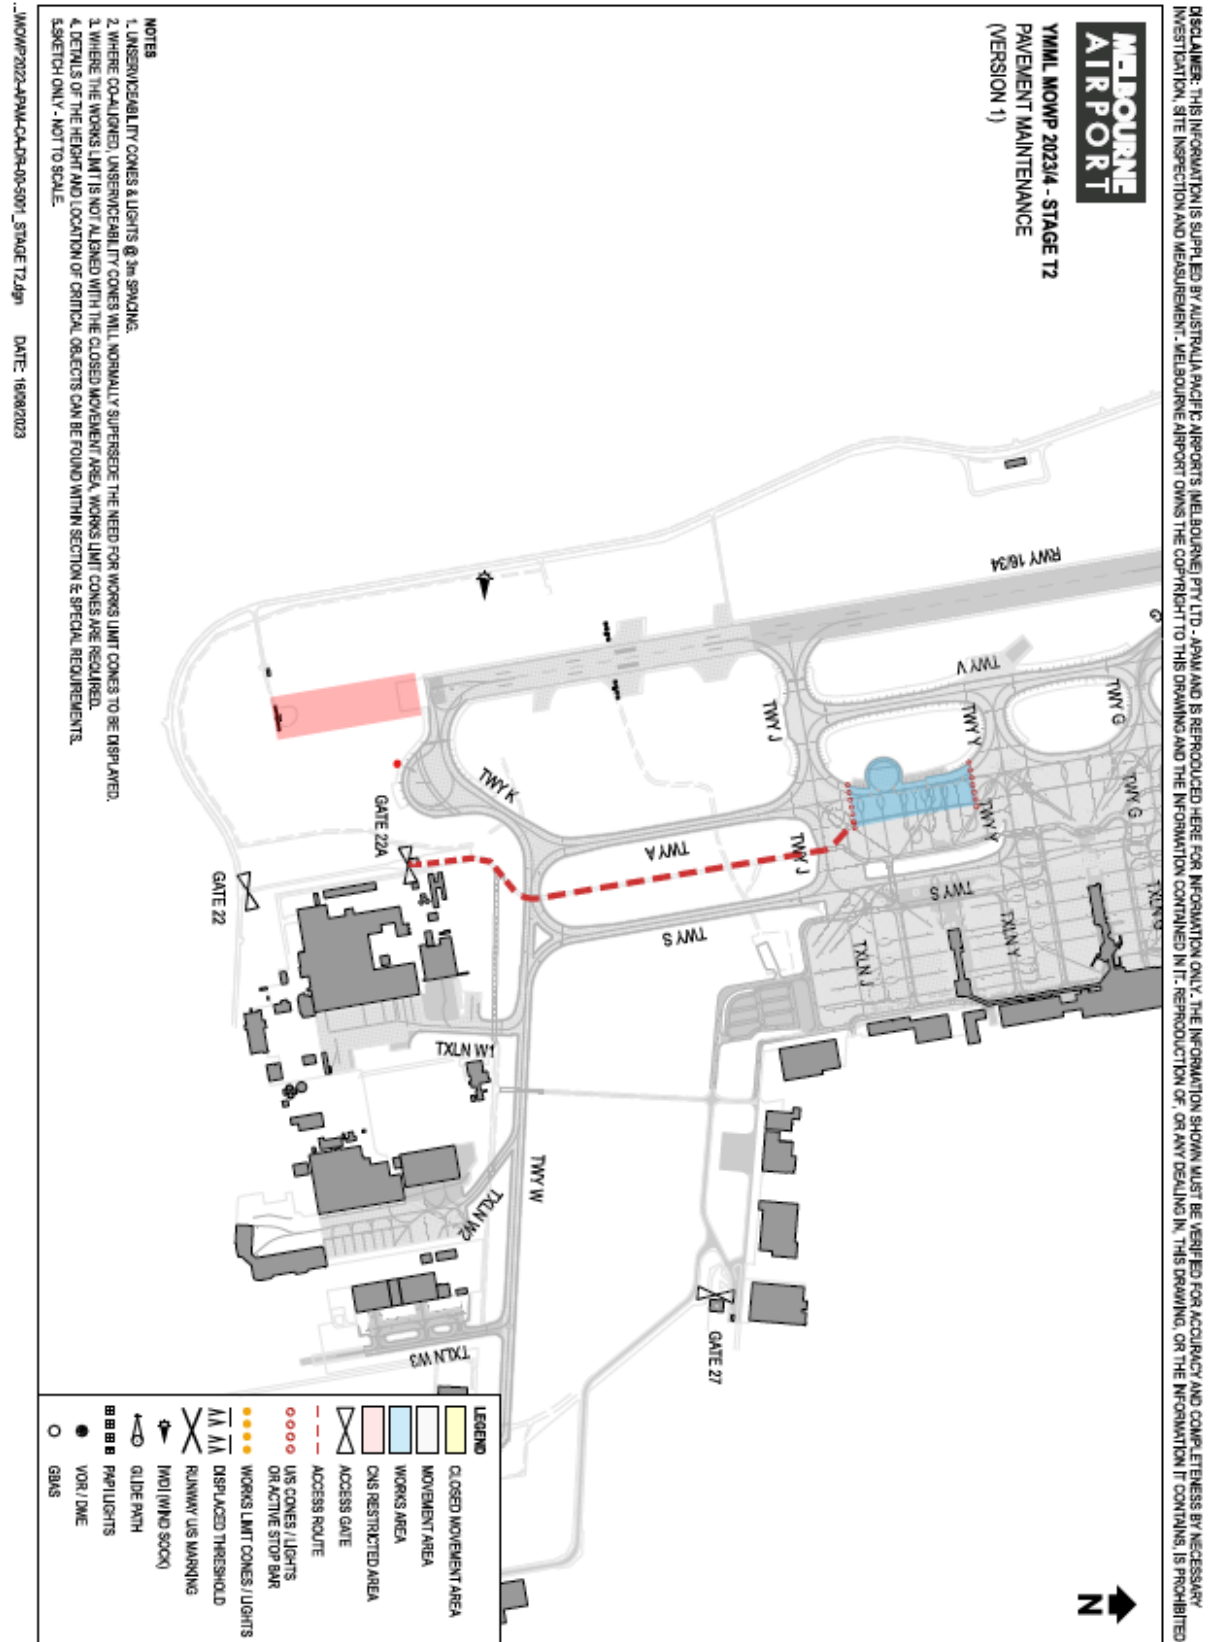 DISCLAIMER: THIS INFORMATION IS SUPPLIED BY AUSTRALIA PACIFIC AIRPORTS (MELBOURNE) PTY LTD - APAM AND IS REPRODUCED HERE FOR INFORMATION ONLY. THE INFORMATION SHOWN MUST BE VERIFIED FOR ACCURACY AND COMPLETENESS BY NECESSARY
INVESTIGATION, SITE INSPECTION AND MEASUREMENT. MELBOURNE AIRPORT OWNS THE COPYRIGHT TO THIS DRAWING AND THE INFORMATION CONTAINED IN IT. REPRODUCTION OF, OR ANY DEALING IN, THIS DRAWING, OR THE INFORMATION IT CONTAINS, IS PROHIBITED
MELBOURNE
AIRPORT
YMML MOWP 2023/4 - STAGE T2
PAVEMENT MAINTENANCE
(VERSION 1)
N
RWY 16/34
TWY V
TWY G
TWY J
TWY Y
TWY G
TWY Y
TWY K
TWY A
TWY J
TWY S
TWY S
TXLN Y
TXLN J
GATE 22A
GATE 22
TXLN W1
TWY W
TXLN W2
TXLN W3
GATE 27
LEGEND
CLOSED MOVEMENT AREA
MOVEMENT AREA
WORKS AREA
CNS RESTRICTED AREA
ACCESS GATE
ACCESS ROUTE
U/S CONES / LIGHTS
OR ACTIVE STOP BAR
WORKS LIMIT CONES / LIGHTS
DISPLACED THRESHOLD
RUNWAY U/S MARKING
IWDI (WIND SOCK)
GLIDE PATH
PAPI LIGHTS
VOR / DME
GBAS
NOTES
1. UNSERVICEABILITY CONES & LIGHTS @ 3m SPACING.
2. WHERE CO-ALIGNED, UNSERVICEABILITY CONES WILL NORMALLY SUPERSEDE THE NEED FOR WORKS LIMIT CONES TO BE DISPLAYED.
3. WHERE THE WORKS LIMIT IS NOT ALIGNED WITH THE CLOSED MOVEMENT AREA, WORKS LIMIT CONES ARE REQUIRED.
4. DETAILS OF THE HEIGHT AND LOCATION OF CRITICAL OBJECTS CAN BE FOUND WITHIN SECTION 5: SPECIAL REQUIREMENTS.
5.SKETCH ONLY - NOT TO SCALE.
...\MOWP2022-APAM-CA-DR-00-5001_STAGE T2.dgn DATE: 16/08/2023